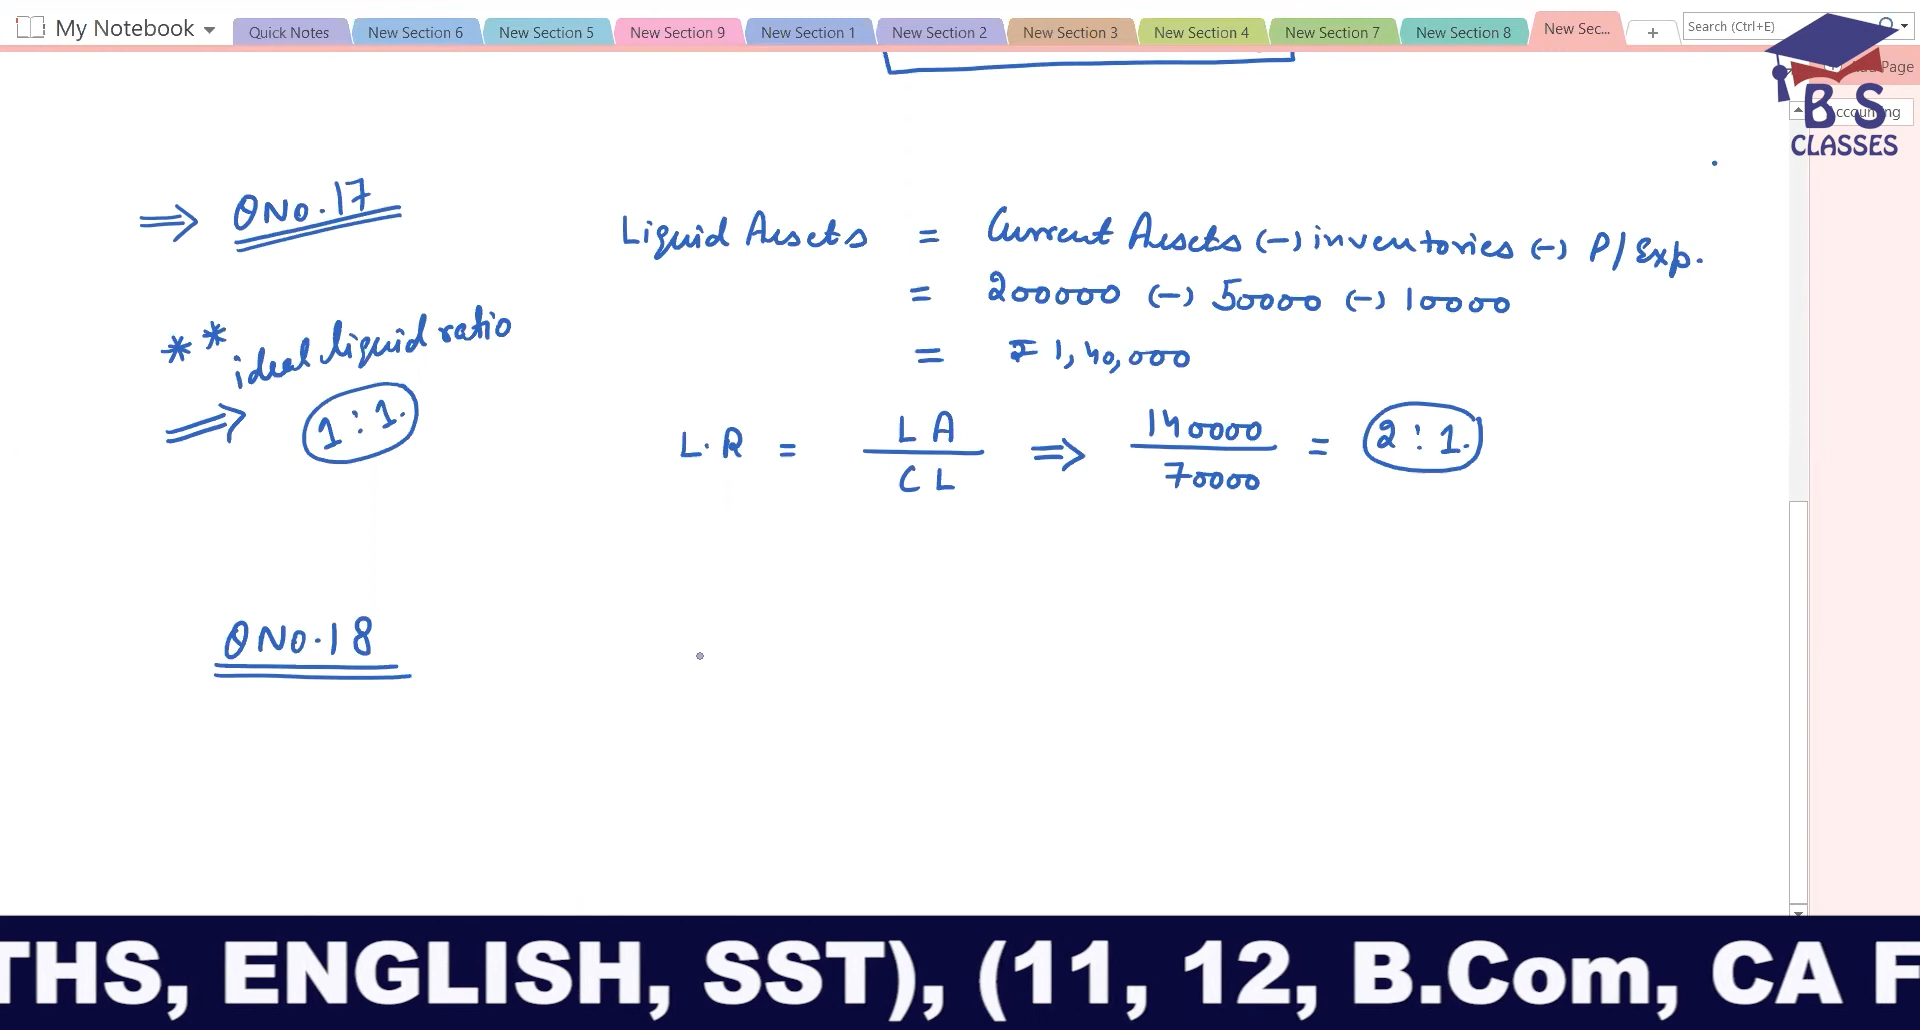 My Notebook
Quick Notes
New Section 6
New Section 5
New Section 9
New Section 1
New Section 2
New Section 3
New Section 4
New Section 7
New Section 8
New Sec...
+
Search (Ctrl+E)
Page
B S
CLASSES
⇒ QNo.17
Liquid Assets = Current Assets (-) inventories (-) P/Exp.
= 200000 (-) 50000 (-) 10000
= ₹ 1,40,000
** ideal liquid ratio
⇒ 1:1.
L.R = LA / CL ⇒ 140000 / 70000 = 2:1.
QNo.18
THS, ENGLISH, SST), (11, 12, B.Com, CA F